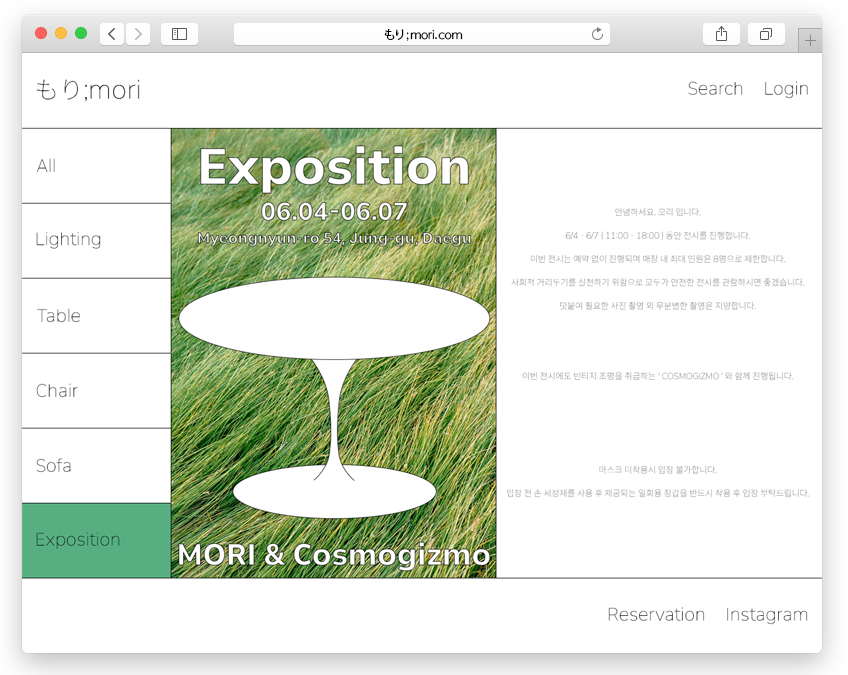 もり;mori.com
もり;mori
Search
Login
All
Lighting
Table
Chair
Sofa
Exposition
Exposition
06.04-06.07
Myeongnyun-ro 54, Jung-gu, Daegu
MORI & Cosmogizmo
안녕하세요. 모리 입니다.
6/4 - 6/7 ( 11:00 - 18:00 ) 동안 전시를 진행합니다.
이번 전시는 예약 없이 진행되며 매장 내 최대 인원은 8명으로 제한합니다.
사회적 거리두기를 실천하기 위함으로 모두가 안전한 전시를 관람하시면 좋겠습니다.
덧붙여 필요한 사진 촬영 외 무분별한 촬영은 지양합니다.
이번 전시에도 빈티지 조명을 취급하는 ' COSMOGIZMO ' 와 함께 진행됩니다.
마스크 미착용시 입장 불가합니다.
입장 전 손 세정제를 사용 후 제공되는 일회용 장갑을 반드시 착용 후 입장 부탁드립니다.
Reservation
Instagram